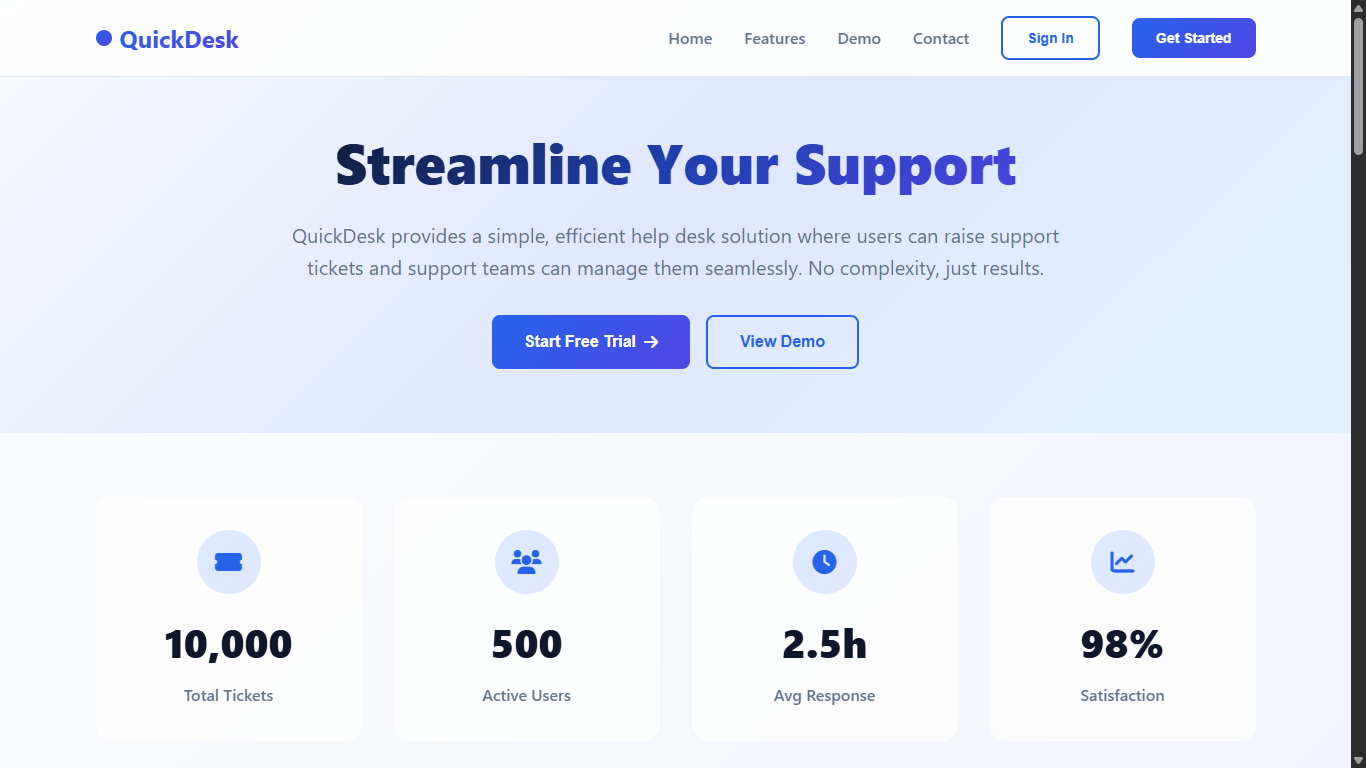 QuickDesk
Home
Features
Demo
Contact
Sign In
Get Started
Streamline Your Support
QuickDesk provides a simple, efficient help desk solution where users can raise support
tickets and support teams can manage them seamlessly. No complexity, just results.
Start Free Trial →
View Demo
10,000
Total Tickets
500
Active Users
2.5h
Avg Response
98%
Satisfaction